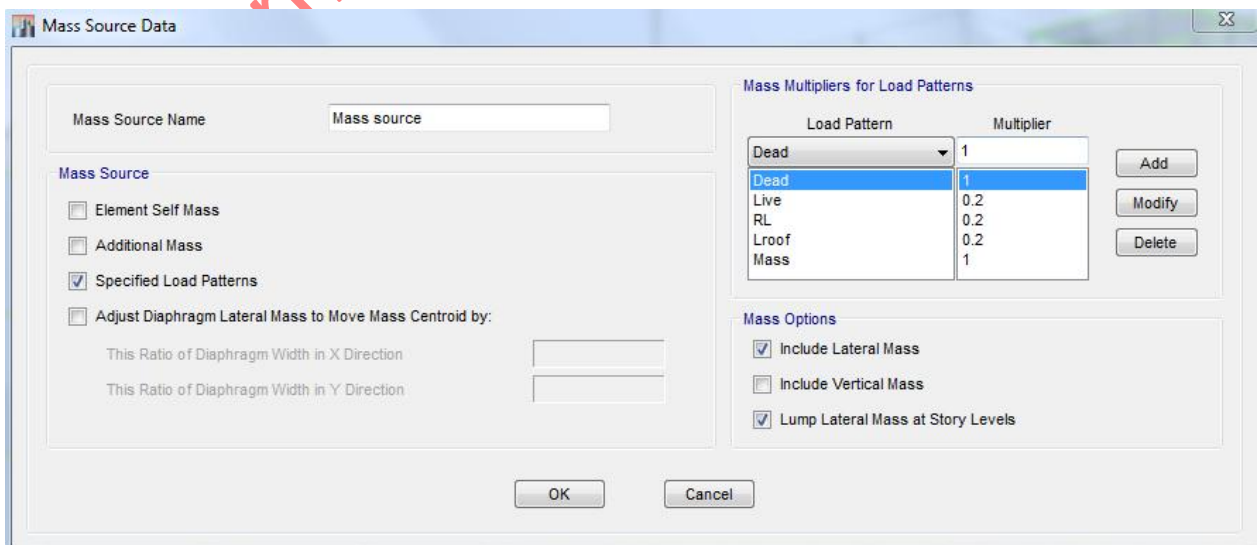 Mass Source Data
Mass Source Name Mass source
Mass Source
Element Self Mass
Additional Mass
Specified Load Patterns
Adjust Diaphragm Lateral Mass to Move Mass Centroid by:
This Ratio of Diaphragm Width in X Direction
This Ratio of Diaphragm Width in Y Direction
Mass Multipliers for Load Patterns
Load Pattern Multiplier
Dead 1
Dead 1
Live 0.2
RL 0.2
Lroof 0.2
Mass 1
Add
Modify
Delete
Mass Options
Include Lateral Mass
Include Vertical Mass
Lump Lateral Mass at Story Levels
OK Cancel